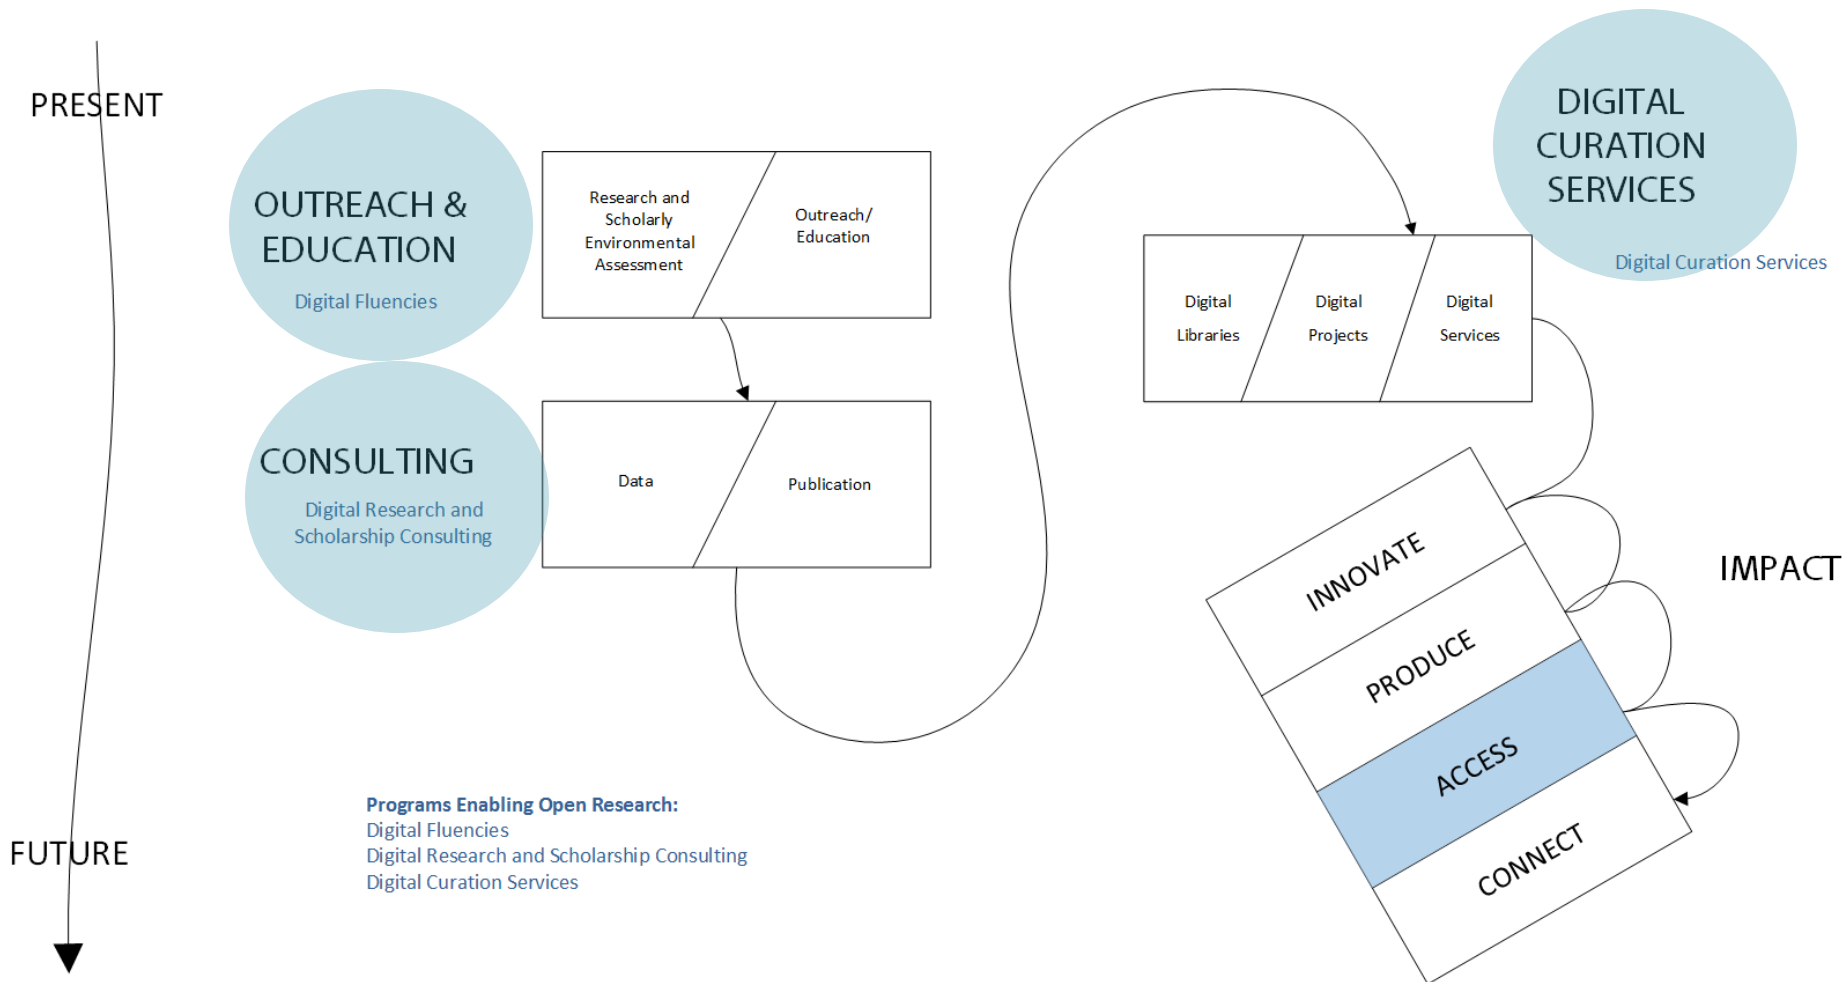 PRESENT
OUTREACH &
EDUCATION
Digital Fluencies
Research and
Scholarly
Environmental
Assessment
Outreach/
Education
CONSULTING
Digital Research and
Scholarship Consulting
Data
Publication
DIGITAL
CURATION
SERVICES
Digital Curation Services
Digital
Libraries
Digital
Projects
Digital
Services
INNOVATE
PRODUCE
ACCESS
CONNECT
IMPACT
FUTURE
Programs Enabling Open Research:
Digital Fluencies
Digital Research and Scholarship Consulting
Digital Curation Services